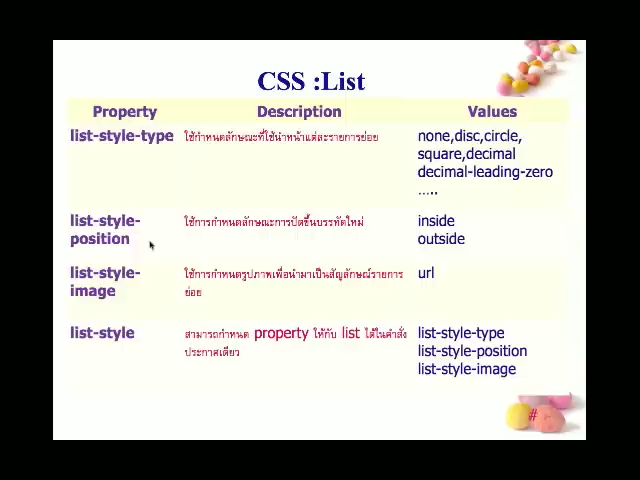 CSS :List
Property Description Values
list-style-type ใช้กำหนดลักษณะที่ใช้นำหน้าแต่ละรายการย่อย none,disc,circle,
square,decimal
decimal-leading-zero
…..
list-style- ใช้การกำหนดลักษณะการปัดขึ้นบรรทัดใหม่ inside
position outside
list-style- ใช้การกำหนดรูปภาพเพื่อนำมาเป็นสัญลักษณ์รายการ url
image ย่อย
list-style สามารถกำหนด property ให้กับ list ได้ในคำสั่ง list-style-type
ประกาศเดียว list-style-position
list-style-image
#